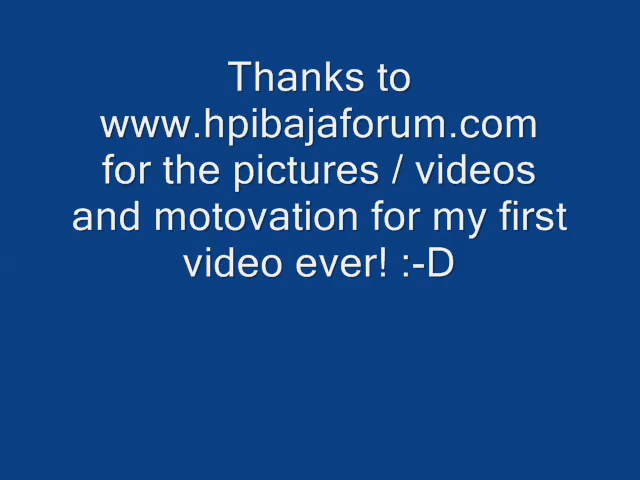 Thanks to
www.hpibajaforum.com
for the pictures / videos
and motovation for my first
video ever! :-D